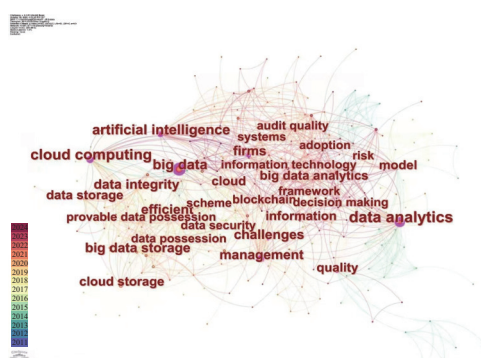 audit quality
artificial intelligence
systems
adoption
firms
cloud computing
risk
big data
information technology
model
big data analytics
data integrity
cloud
framework
data storage
blockchain
decision making
scheme
efficient
provable data possession
information
data analytics
data security
data possession
challenges
big data storage
management
quality
cloud storage
2024
2023
2022
2021
2020
2019
2018
2017
2016
2015
2014
2013
2012
2011